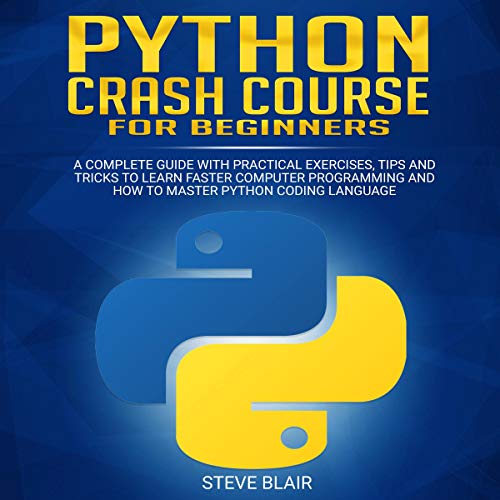 PYTHON
CRASH COURSE
FOR BEGINNERS
A COMPLETE GUIDE WITH PRACTICAL EXERCISES, TIPS AND
TRICKS TO LEARN FASTER COMPUTER PROGRAMMING AND
HOW TO MASTER PYTHON CODING LANGUAGE
STEVE BLAIR